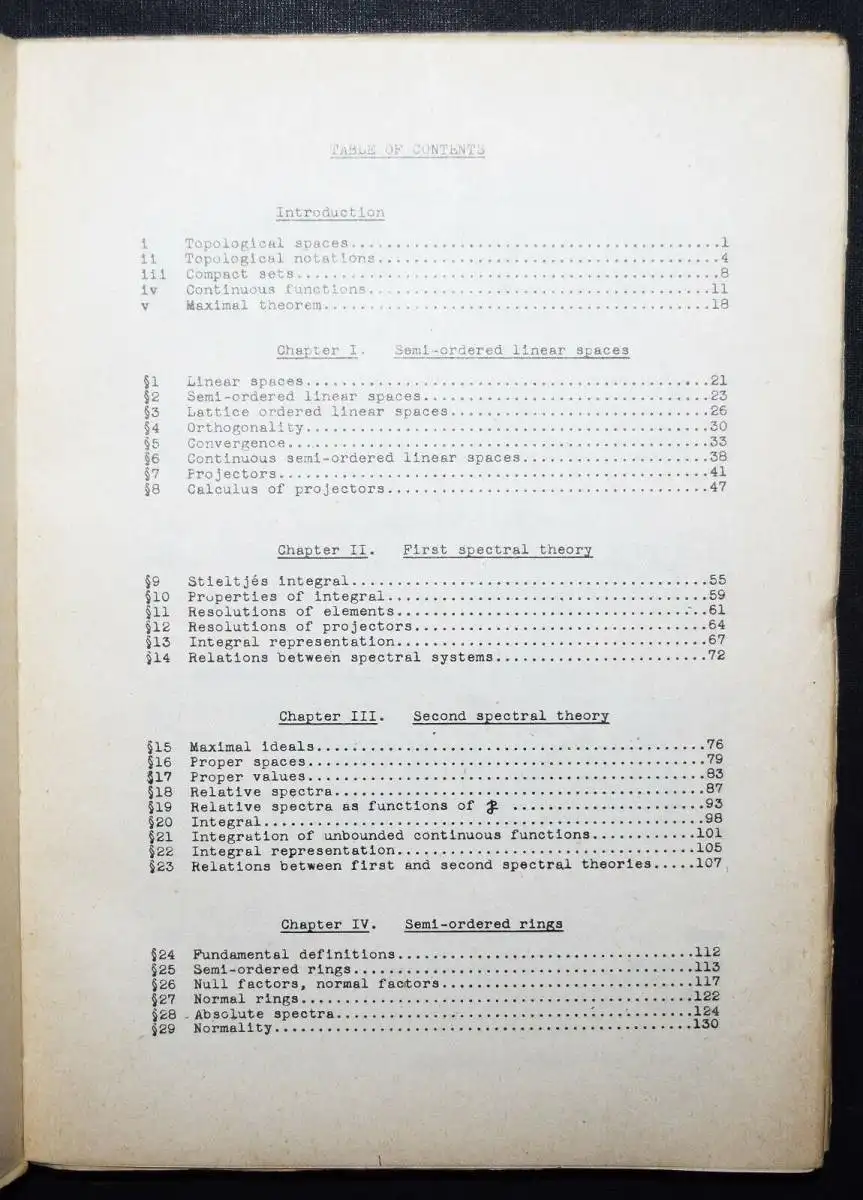 TABLE OF CONTENTS
Introduction
i Topological spaces........................................1
ii Topological notations.....................................4
iii Compact sets..............................................8
iv Continuous functions.....................................11
v Maximal theorem..........................................18
Chapter I. Semi-ordered linear spaces
§1 Linear spaces............................................21
§2 Semi-ordered linear spaces...............................23
§3 Lattice ordered linear spaces............................26
§4 Orthogonality............................................30
§5 Convergence..............................................33
§6 Continuous semi-ordered linear spaces....................38
§7 Projectors...............................................41
§8 Calculus of projectors...................................47
Chapter II. First spectral theory
§9 Stieltjés integral.......................................55
§10 Properties of integral...................................59
§11 Resolutions of elements..................................61
§12 Resolutions of projectors................................64
§13 Integral representation..................................67
§14 Relations between spectral systems.......................72
Chapter III. Second spectral theory
§15 Maximal ideals...........................................76
§16 Proper spaces............................................79
§17 Proper values............................................83
§18 Relative spectra.........................................87
§19 Relative spectra as functions of .....................93
§20 Integral.................................................98
§21 Integration of unbounded continuous functions...........101
§22 Integral representation.................................105
§23 Relations between first and second spectral theories.....107
Chapter IV. Semi-ordered rings
§24 Fundamental definitions.................................112
§25 Semi-ordered rings......................................113
§26 Null factors, normal factors............................117
§27 Normal rings............................................122
§28 Absolute spectra........................................124
§29 Normality...............................................130